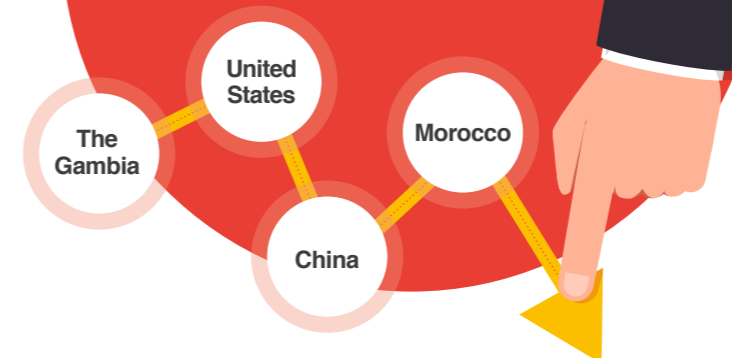 The
Gambia
United
States
China
Morocco